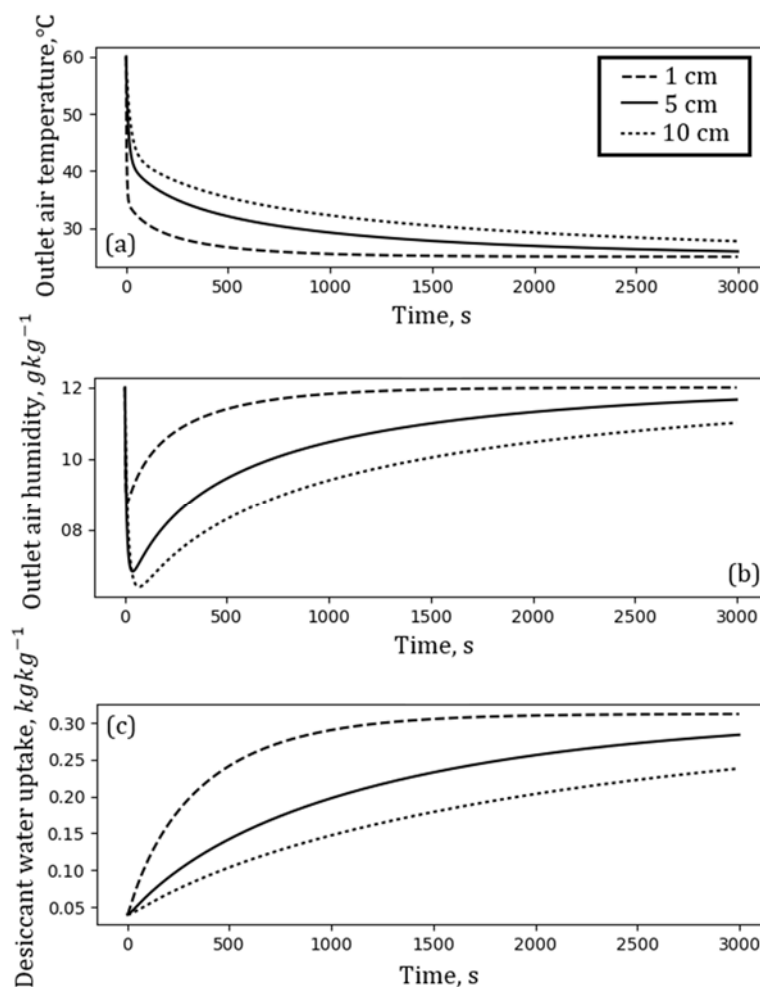 Outlet air temperature,°C
60
50
40
30
(a)
1 cm
5 cm
10 cm
0
500
1000
1500
2000
2500
3000
Time, s
Outlet air humidity, gkg⁻¹
12
10
08
(b)
0
500
1000
1500
2000
2500
3000
Time, s
Desiccant water uptake, kgkg⁻¹
(c)
0.30
0.25
0.20
0.15
0.10
0.05
0
500
1000
1500
2000
2500
3000
Time, s